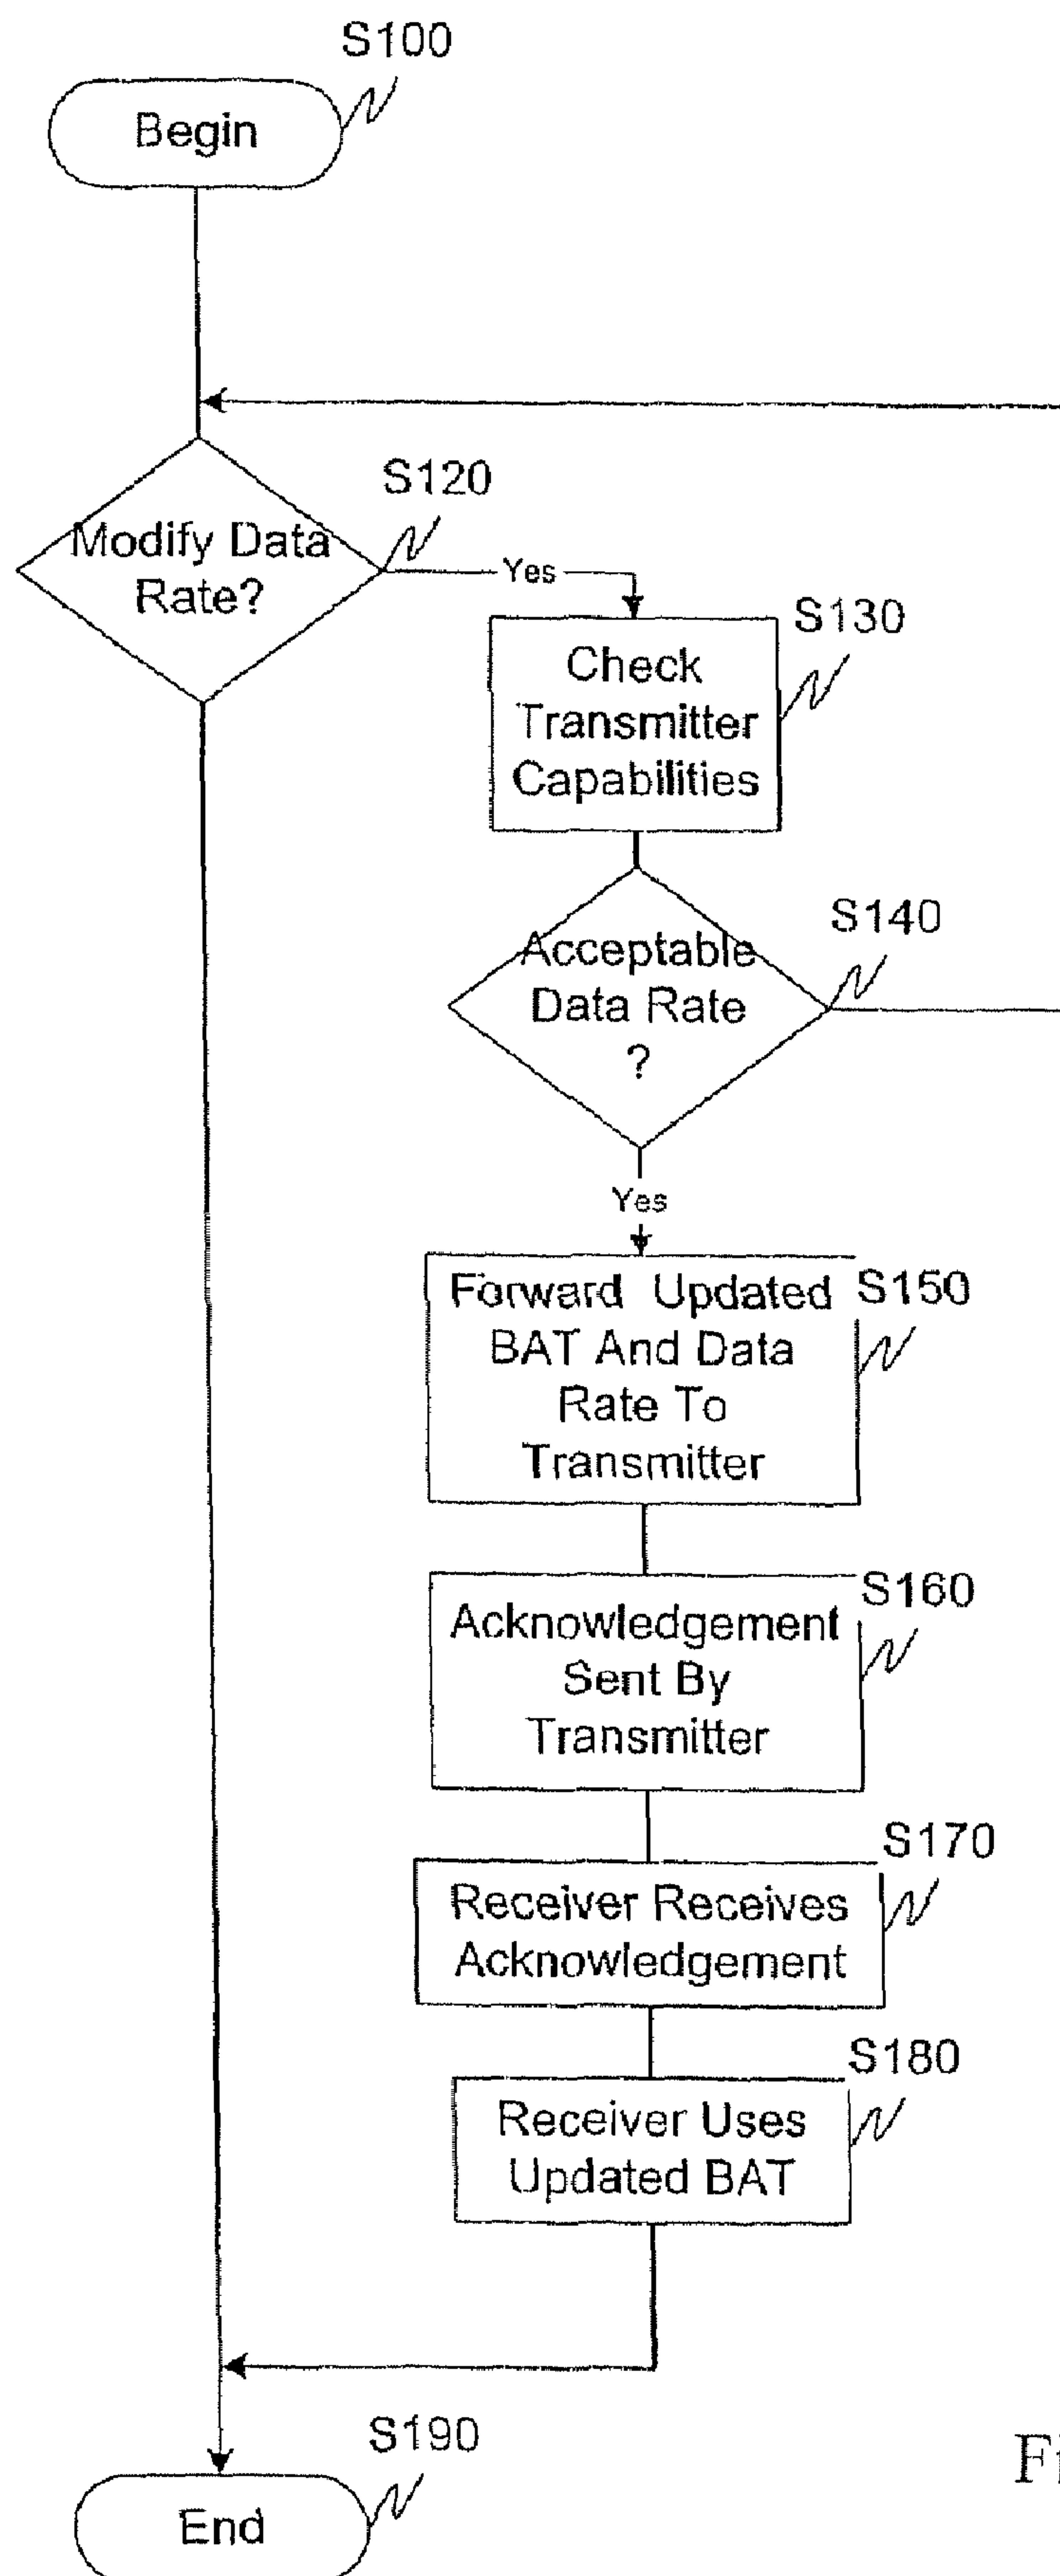 S100
Begin
S120
Modify Data
Rate?
Yes
S130
Check
Transmitter
Capabilities
S140
Acceptable
Data Rate
?
Yes
S150
Forward Updated
BAT And Data
Rate To
Transmitter
S160
Acknowledgement
Sent By
Transmitter
S170
Receiver Receives
Acknowledgement
S180
Receiver Uses
Updated BAT
S190
End